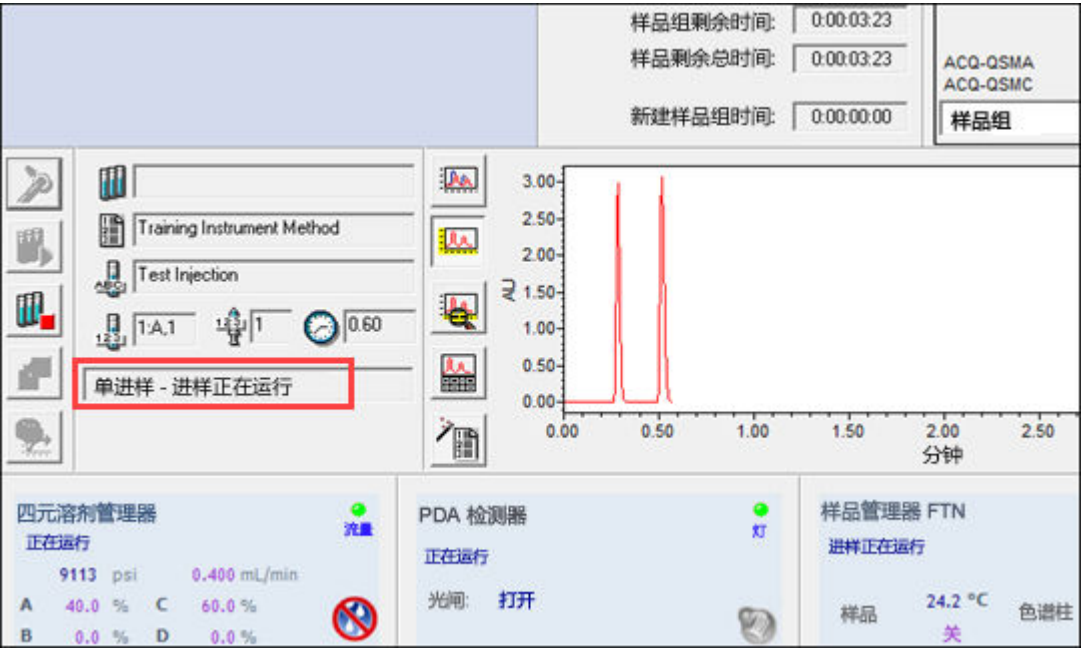 样品组剩余时间: 0:00:03:23
样品剩余总时间: 0:00:03:23
新建样品组时间: 0:00:00:00
ACQ-QSMA
ACQ-QSMC
样品组
Training Instrument Method
ABC
Test Injection
123
1:A,1
123
1
0.60
单进样 - 进样正在运行
AU
3.00
2.50
2.00
1.50
1.00
0.50
0.00
0.00 0.50 1.00 1.50 2.00 2.50
分钟
四元溶剂管理器
流量
正在运行
9113 psi 0.400 mL/min
A 40.0 % C 60.0 %
B 0.0 % D 0.0 %
PDA 检测器
灯
正在运行
光闸: 打开
样品管理器 FTN
进样正在运行
样品 24.2 °C 色谱柱
关